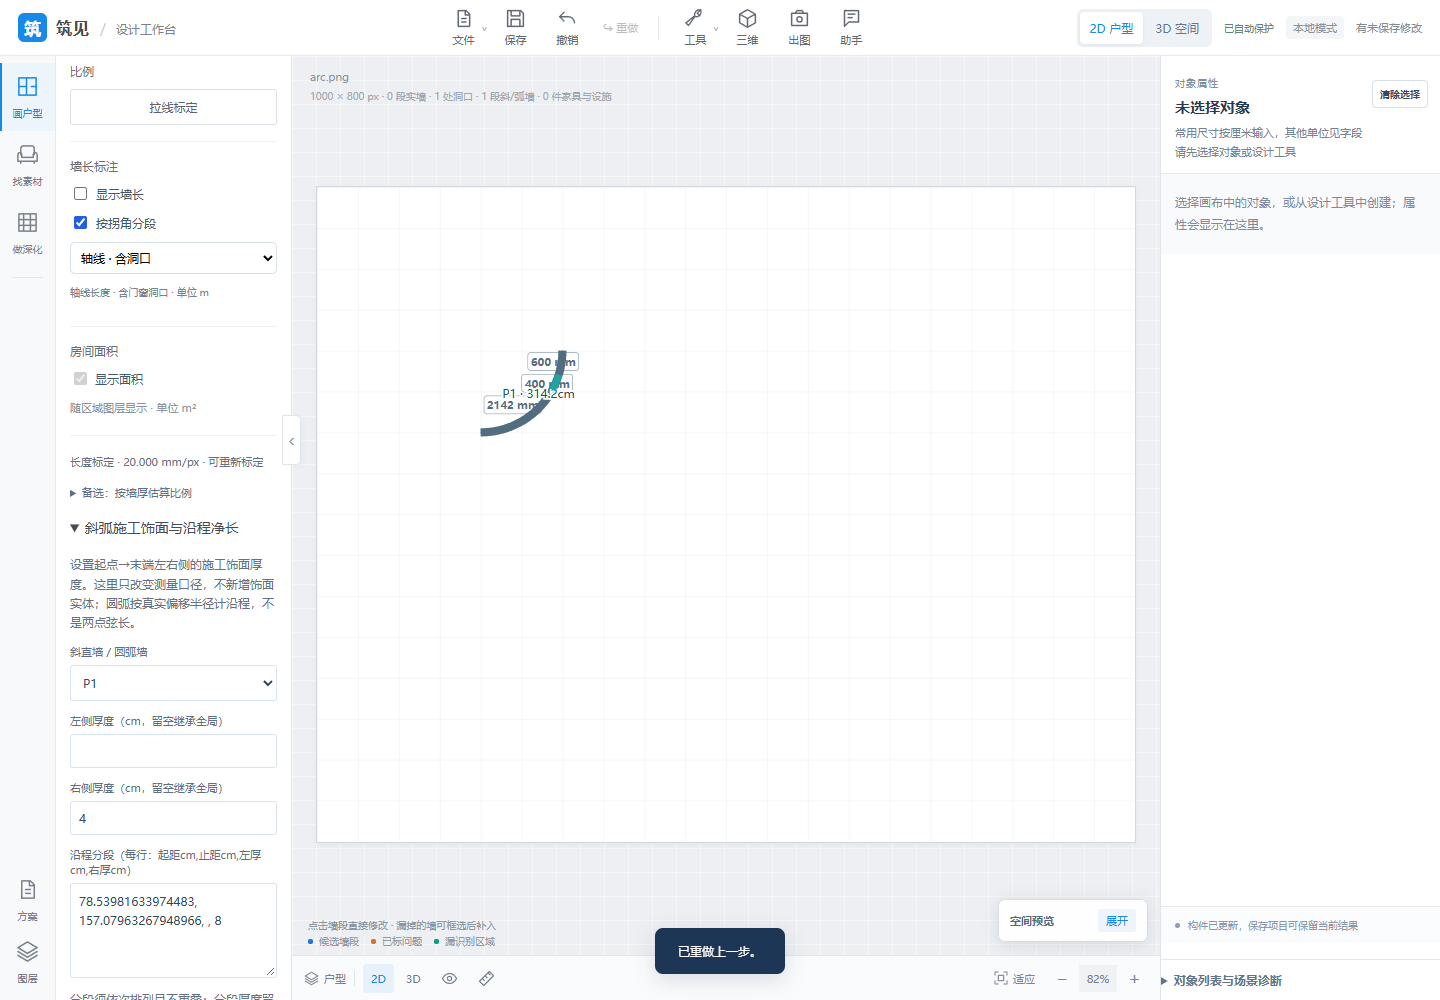 筑 筑见 / 设计工作台
文件 保存 撤销 重做 工具 三维 出图 助手
2D 户型 3D 空间 已自动保护 本地模式 有未保存修改
画户型
找素材
做深化
方案
图层
比例
拉线标定
墙长标注
显示墙长
按拐角分段
轴线 · 含洞口
轴线长度 · 含门窗洞口 · 单位 m
房间面积
显示面积
随区域图层显示 · 单位 m²
长度标定 · 20.000 mm/px · 可重新标定
备选：按墙厚估算比例
斜弧施工饰面与沿程净长
设置起点→末端左右侧的施工饰面厚
度。这里只改变测量口径，不新增饰面
实体；圆弧按真实偏移半径计沿程，不
是两点弦长。
斜直墙 / 圆弧墙
P1
左侧厚度（cm，留空继承全局）
右侧厚度（cm，留空继承全局）
4
沿程分段（每行：起距cm,止距cm,左厚
cm,右厚cm）
78.53981633974483,
157.07963267948966, , 8
分段须依次排列且不重叠；分段厚度留
arc.png
1000 × 800 px · 0 段实墙 · 1 处洞口 · 1 段斜/弧墙 · 0 件家具与设施
600 mm
400 mm
P1 · 314.2cm
2142 mm
点击墙段直接修改 · 漏掉的墙可框选后补入
候选墙段 已标问题 漏识别区域
空间预览 展开
已重做上一步。
户型 2D 3D
适应 82%
对象属性
未选择对象
清除选择
常用尺寸按厘米输入，其他单位见字段
请先选择对象或设计工具
选择画布中的对象，或从设计工具中创建；属
性会显示在这里。
构件已更新，保存项目可保留当前结果
对象列表与场景诊断